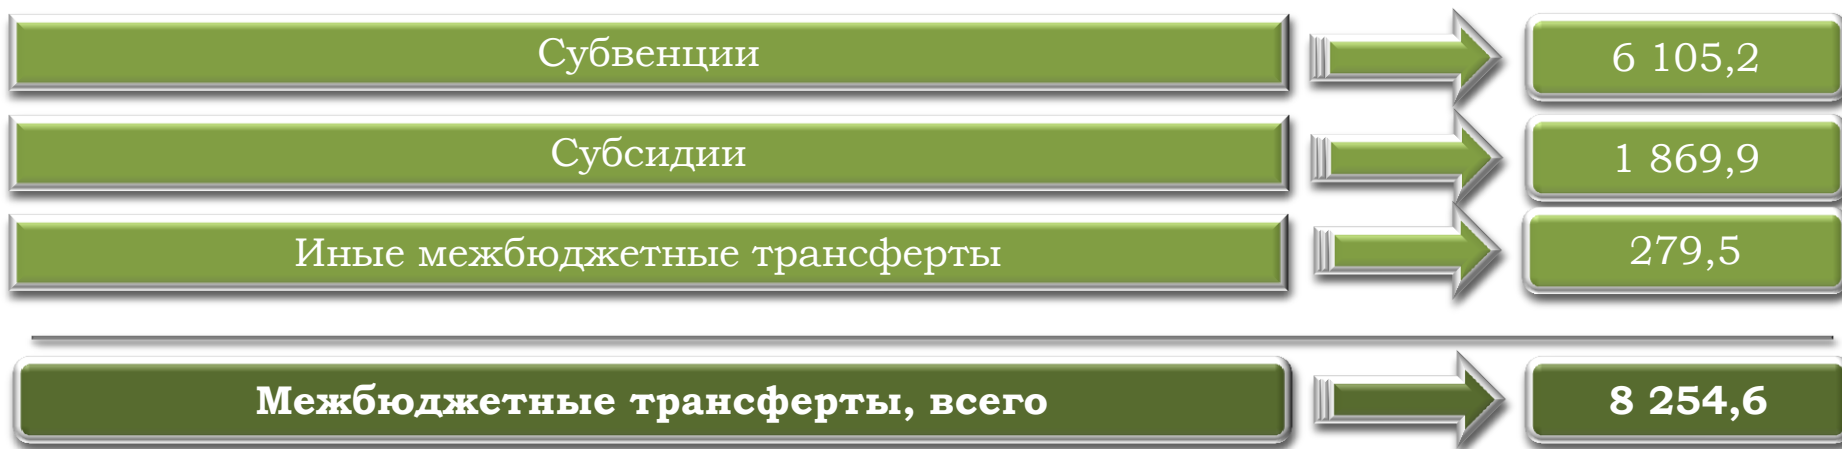 Субвенции 6 105,2
Субсидии 1 869,9
Иные межбюджетные трансферты 279,5
Межбюджетные трансферты, всего 8 254,6